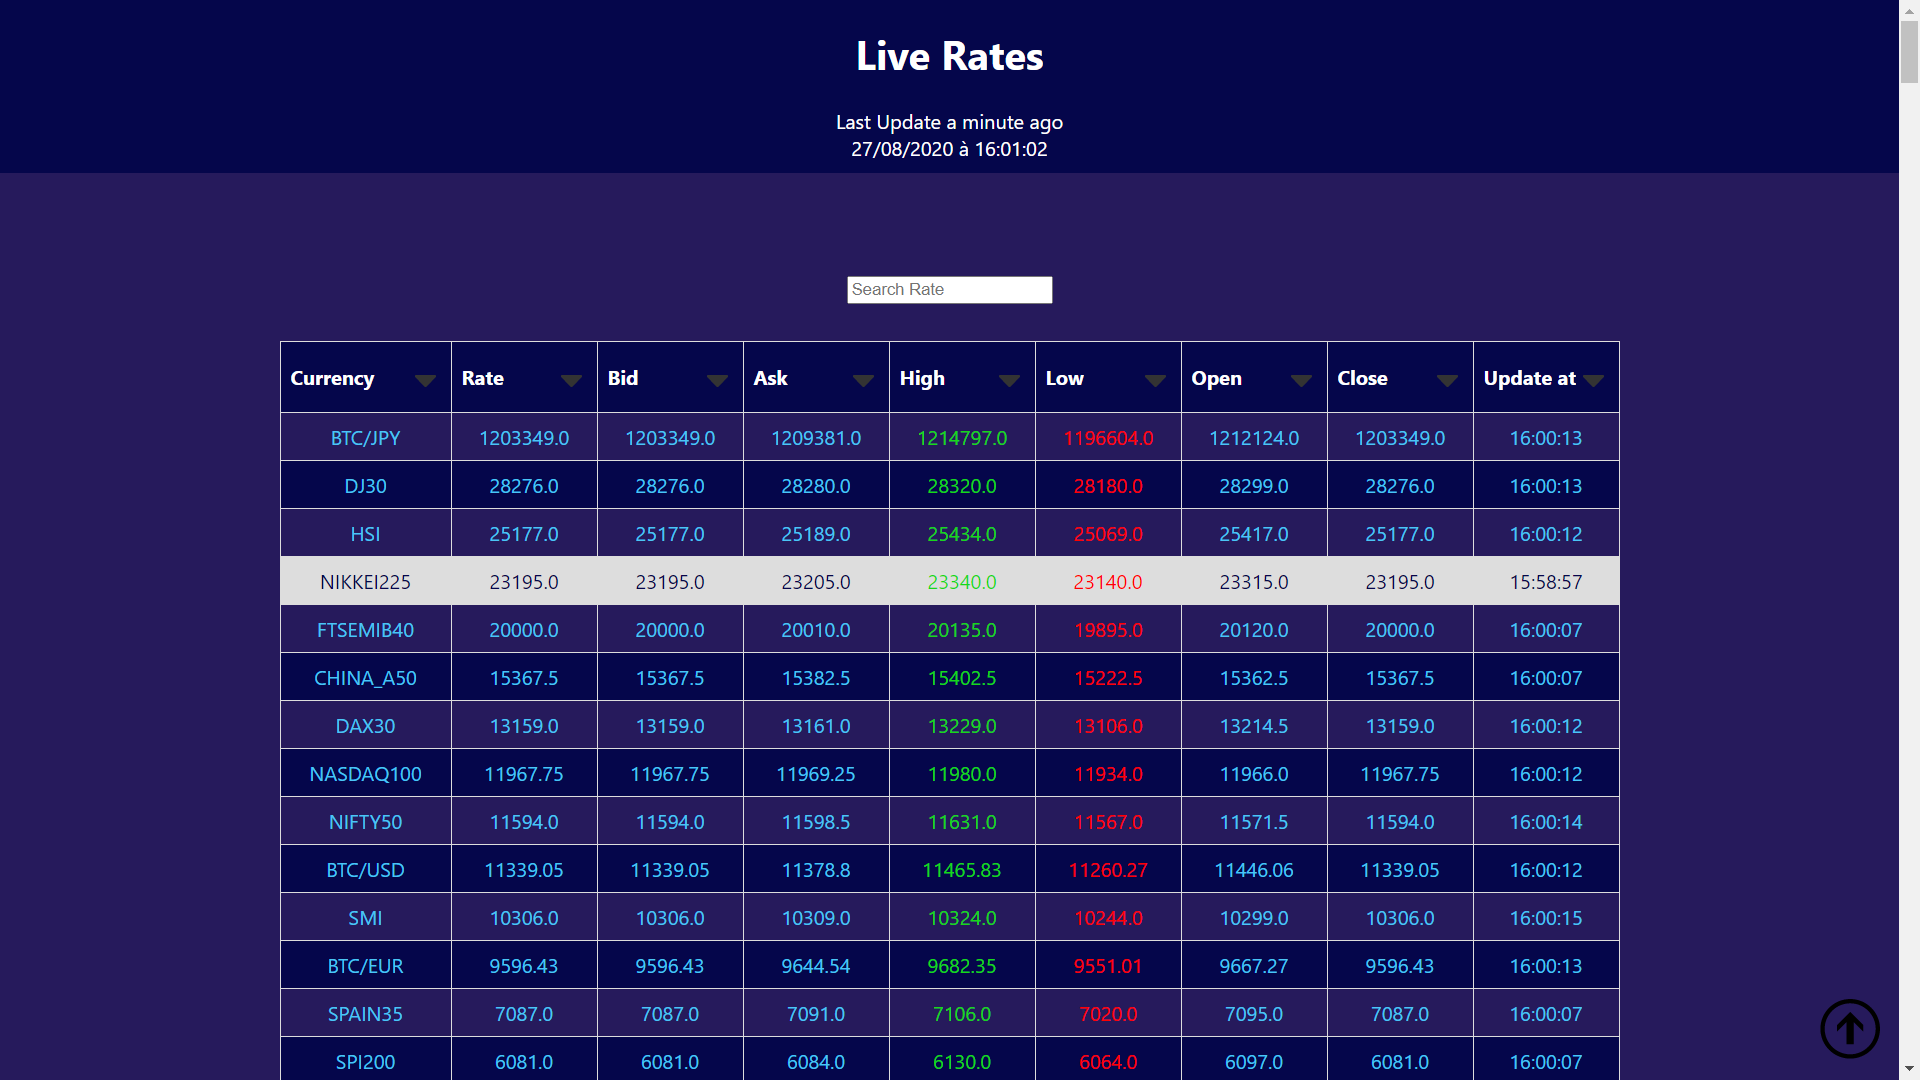 Live Rates
Last Update a minute ago
27/08/2020 à 16:01:02
Search Rate
Currency Rate Bid Ask High Low Open Close Update at
BTC/JPY 1203349.0 1203349.0 1209381.0 1214797.0 1196604.0 1212124.0 1203349.0 16:00:13
DJ30 28276.0 28276.0 28280.0 28320.0 28180.0 28299.0 28276.0 16:00:13
HSI 25177.0 25177.0 25189.0 25434.0 25069.0 25417.0 25177.0 16:00:12
NIKKEI225 23195.0 23195.0 23205.0 23340.0 23140.0 23315.0 23195.0 15:58:57
FTSEMIB40 20000.0 20000.0 20010.0 20135.0 19895.0 20120.0 20000.0 16:00:07
CHINA_A50 15367.5 15367.5 15382.5 15402.5 15222.5 15362.5 15367.5 16:00:07
DAX30 13159.0 13159.0 13161.0 13229.0 13106.0 13214.5 13159.0 16:00:12
NASDAQ100 11967.75 11967.75 11969.25 11980.0 11934.0 11966.0 11967.75 16:00:12
NIFTY50 11594.0 11594.0 11598.5 11631.0 11567.0 11571.5 11594.0 16:00:14
BTC/USD 11339.05 11339.05 11378.8 11465.83 11260.27 11446.06 11339.05 16:00:12
SMI 10306.0 10306.0 10309.0 10324.0 10244.0 10299.0 10306.0 16:00:15
BTC/EUR 9596.43 9596.43 9644.54 9682.35 9551.01 9667.27 9596.43 16:00:13
SPAIN35 7087.0 7087.0 7091.0 7106.0 7020.0 7095.0 7087.0 16:00:07
SPI200 6081.0 6081.0 6084.0 6130.0 6064.0 6097.0 6081.0 16:00:07